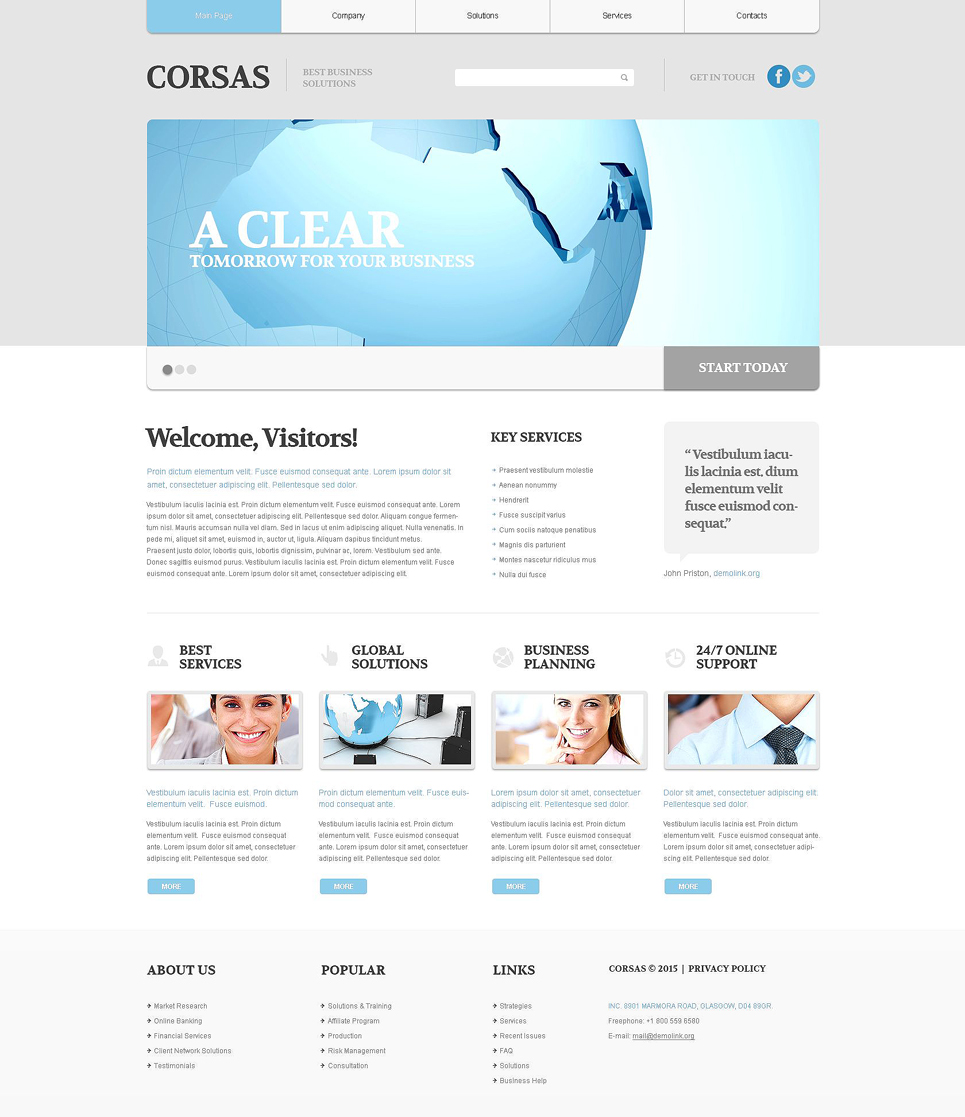 Main Page
Company
Solutions
Services
Contacts
CORSAS
BEST BUSINESS
SOLUTIONS
GET IN TOUCH
A CLEAR
TOMORROW FOR YOUR BUSINESS
START TODAY
Welcome, Visitors!
Proin dictum elementum velit. Fusce euismod consequat ante. Lorem ipsum dolor sit
amet, consectetuer adipiscing elit. Pellentesque sed dolor.
Vestibulum iaculis lacinia est. Proin dictum elementum velit. Fusce euismod consequat ante. Lorem
ipsum dolor sit amet, consectetuer adipiscing elit. Pellentesque sed dolor. Aliquam congue fermen-
tum nisl. Mauris accumsan nulla vel diam. Sed in lacus ut enim adipiscing aliquet. Nulla venenatis. In
pede mi, aliquet sit amet, euismod in, auctor ut, ligula. Aliquam dapibus tincidunt metus.
Praesent justo dolor, lobortis quis, lobortis dignissim, pulvinar ac, lorem. Vestibulum sed ante.
Donec sagittis euismod purus. Vestibulum iaculis lacinia est. Proin dictum elementum velit. Fusce
euismod consequat ante. Lorem ipsum dolor sit amet, consectetuer adipiscing elit.
KEY SERVICES
Praesent vestibulum molestie
Aenean nonummy
Hendrerit
Fusce suscipit varius
Cum sociis natoque penatibus
Magnis dis parturient
Montes nascetur ridiculus mus
Nulla dui fusce
“ Vestibulum iacu-
lis lacinia est. dium
elementum velit
fusce euismod con-
sequat.”
John Priston, demolink.org
BEST
SERVICES
Vestibulum iaculis lacinia est. Proin dictum
elementum velit. Fusce euismod.
Vestibulum iaculis lacinia est. Proin dictum
elementum velit. Fusce euismod consequat
ante. Lorem ipsum dolor sit amet, consectetuer
adipiscing elit. Pellentesque sed dolor.
MORE
GLOBAL
SOLUTIONS
Proin dictum elementum velit. Fusce euis-
mod consequat ante.
Vestibulum iaculis lacinia est. Proin dictum
elementum velit. Fusce euismod consequat
ante. Lorem ipsum dolor sit amet, consectetuer
adipiscing elit. Pellentesque sed dolor.
MORE
BUSINESS
PLANNING
Lorem ipsum dolor sit amet, consectetuer
adipiscing elit. Pellentesque sed dolor.
Vestibulum iaculis lacinia est. Proin dictum
elementum velit. Fusce euismod consequat
ante. Lorem ipsum dolor sit amet, consectetuer
adipiscing elit. Pellentesque sed dolor.
MORE
24/7 ONLINE
SUPPORT
Dolor sit amet, consectetuer adipiscing elit.
Pellentesque sed dolor.
Vestibulum iaculis lacinia est. Proin dictum
elementum velit. Fusce euismod consequat ante.
Lorem ipsum dolor sit amet, consectetuer adipi-
scing elit. Pellentesque sed dolor.
MORE
ABOUT US
Market Research
Online Banking
Financial Services
Client Network Solutions
Testimonials
POPULAR
Solutions & Training
Affiliate Program
Production
Risk Management
Consultation
LINKS
Strategies
Services
Recent Issues
FAQ
Solutions
Business Help
CORSAS © 2015 | PRIVACY POLICY
INC. 8901 MARMORA ROAD, GLASGOW, D04 89GR.
Freephone: +1 800 559 6580
E-mail: mail@demolink.org